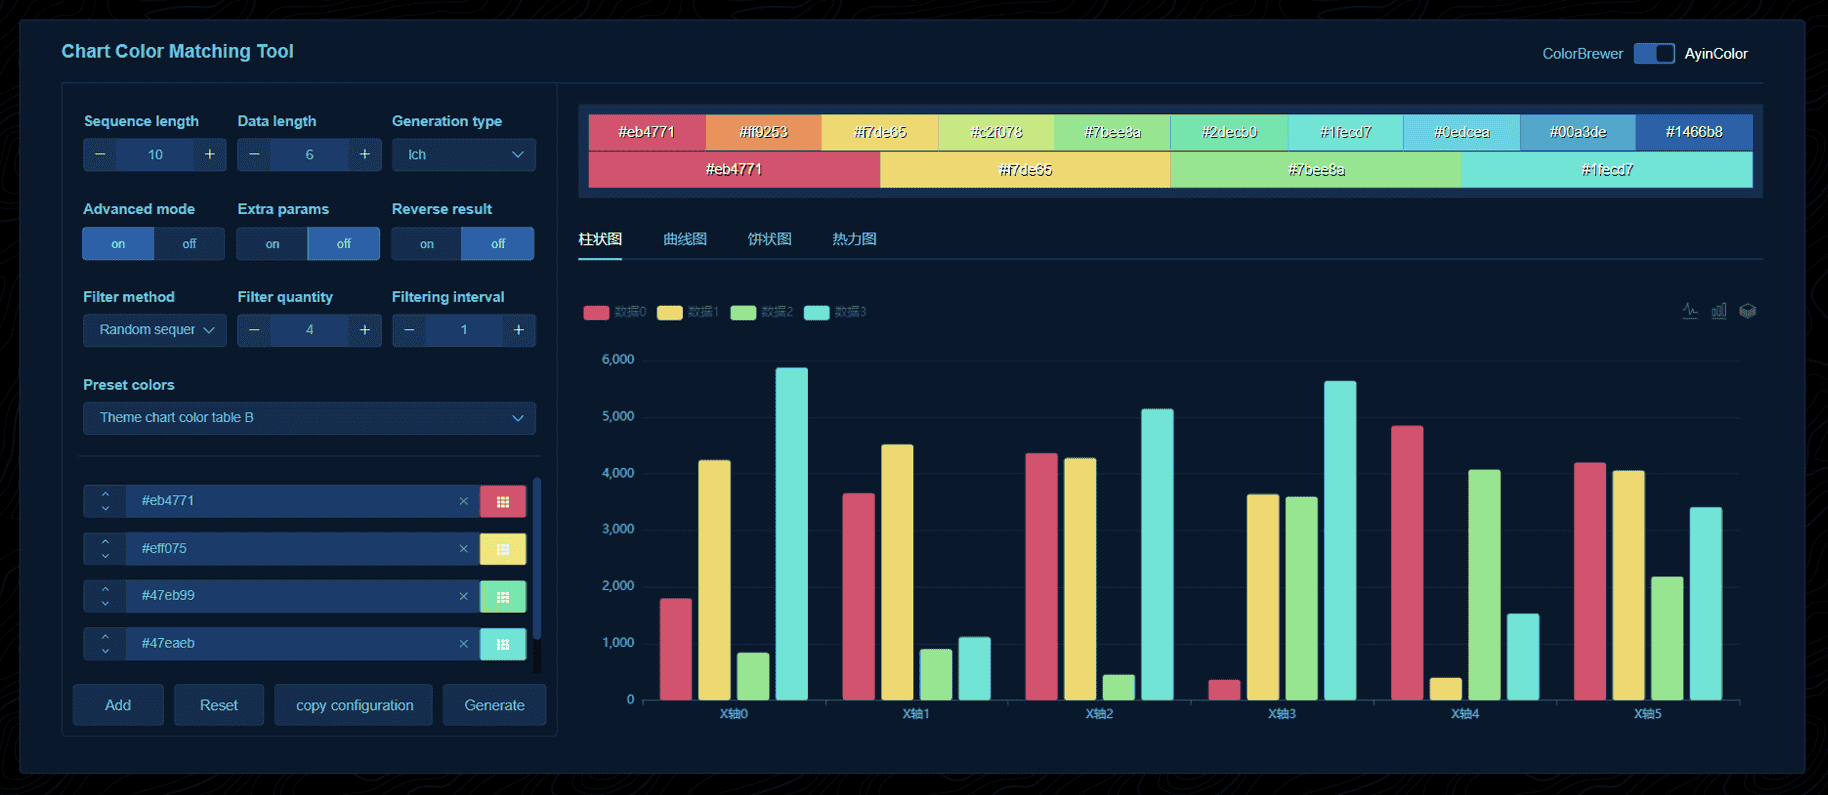 Chart Color Matching Tool
ColorBrewer AyinColor
Sequence length Data length Generation type
− 10 + − 6 + lch
Advanced mode Extra params Reverse result
on off on off on off
Filter method Filter quantity Filtering interval
Random sequer − 4 + − 1 +
Preset colors
Theme chart color table B
#eb4771
#eff075
#47eb99
#47eaeb
Add Reset copy configuration Generate
#eb4771 #ff9253 #f7de65 #c2f078 #7bee8a #2decb0 #1fecd7 #0edcea #00a3de #1466b8
#eb4771 #f7de65 #7bee8a #1fecd7
柱状图 曲线图 饼状图 热力图
数据0 数据1 数据2 数据3
6,000
5,000
4,000
3,000
2,000
1,000
0
X轴0 X轴1 X轴2 X轴3 X轴4 X轴5